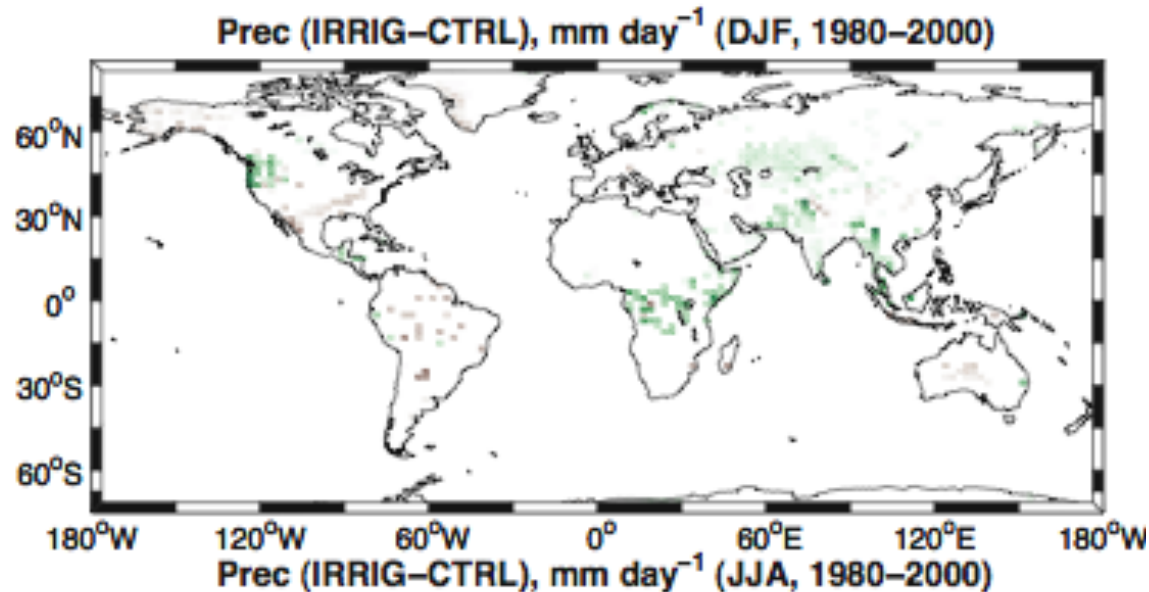 Prec (IRRIG−CTRL), mm day⁻¹ (DJF, 1980−2000)
60°N
30°N
0°
30°S
60°S
180°W 120°W 60°W 0° 60°E 120°E 180°W
Prec (IRRIG−CTRL), mm day⁻¹ (JJA, 1980−2000)